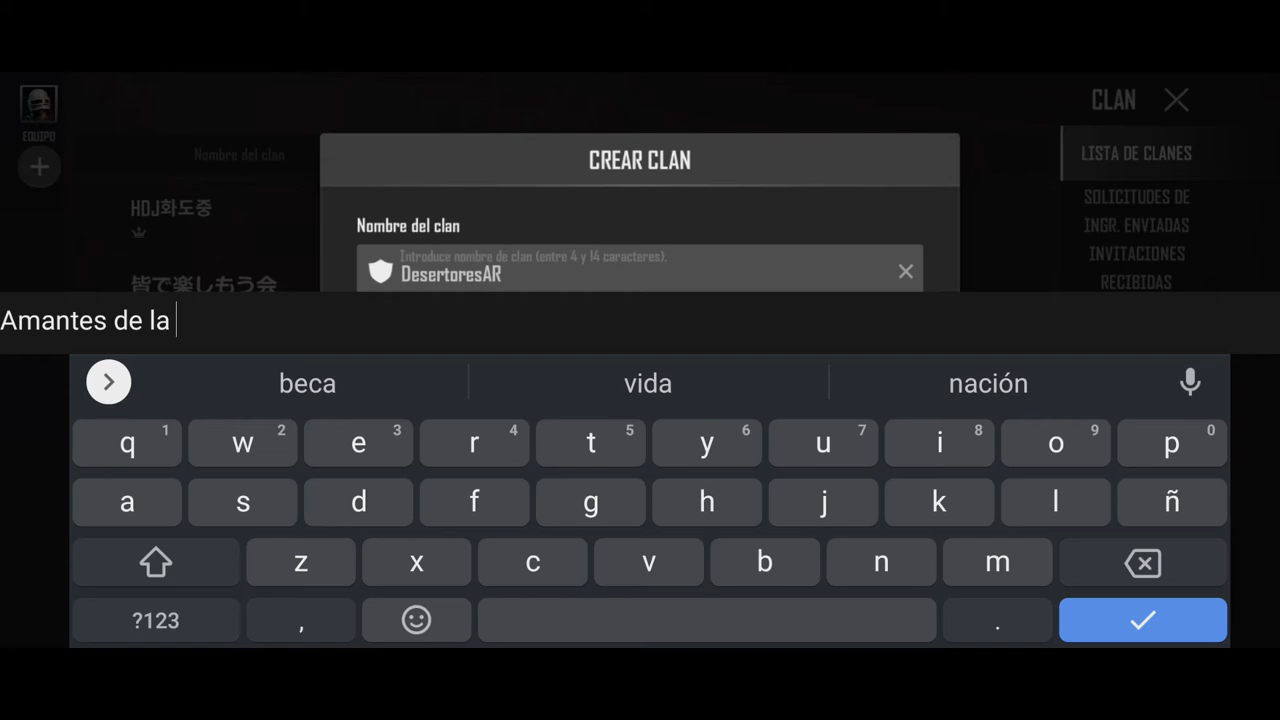 CLAN
EQUIPO
Nombre del clan
CREAR CLAN
LISTA DE CLANES
HDJ화도중
SOLICITUDES DE
INGR. ENVIADAS
Nombre del clan
INVITACIONES
RECIBIDAS
Introduce nombre de clan (entre 4 y 14 caracteres).
DesertoresAR
皆で楽しもう会
Amantes de la
beca vida nación
q 1 w 2 e 3 r 4 t 5 y 6 u 7 i 8 o 9 p 0
a s d f g h j k l ñ
z x c v b n m
?123 , .